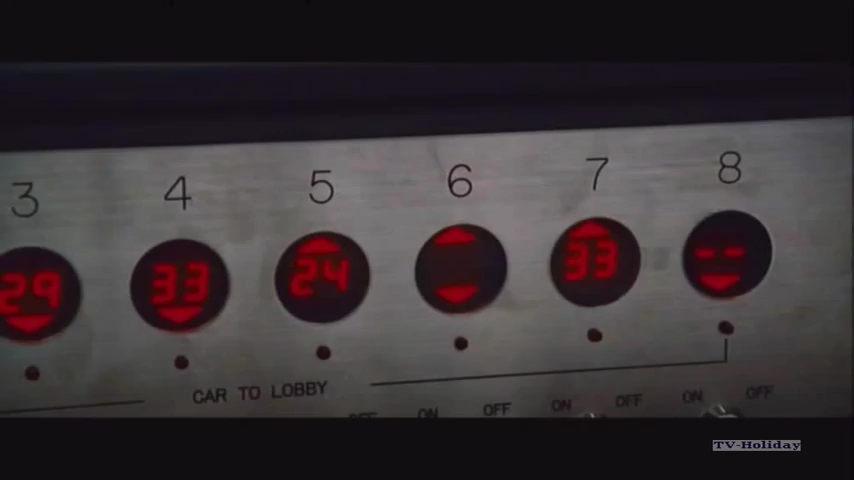 3 4 5 6 7 8
29 33 24 33 --
CAR TO LOBBY
OFF ON OFF ON OFF ON OFF
TV-Holiday